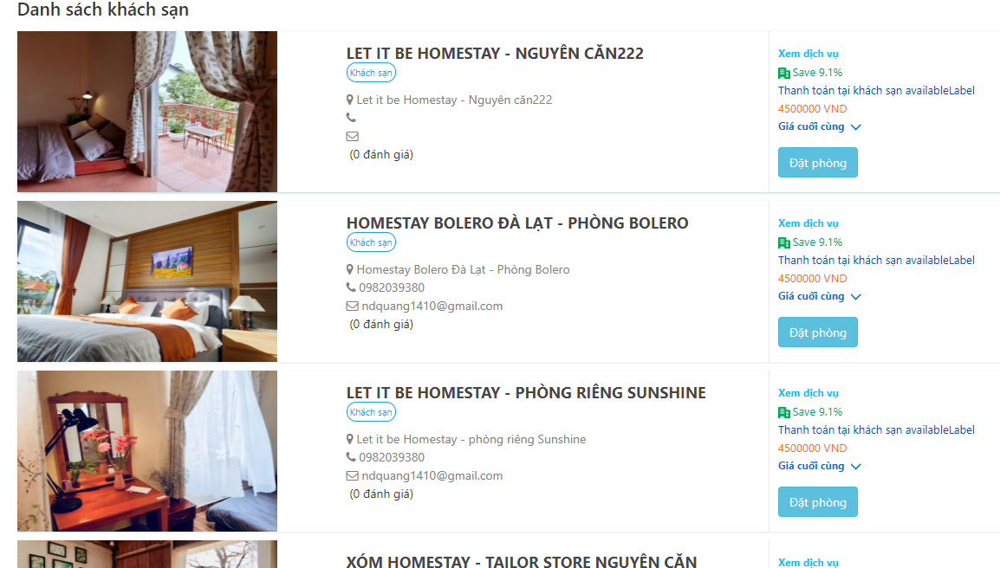 Danh sách khách sạn
LET IT BE HOMESTAY - NGUYÊN CĂN222
Khách sạn
Let it be Homestay - Nguyên căn222
(0 đánh giá)
Xem dịch vụ
Save 9.1%
Thanh toán tại khách sạn availableLabel
4500000 VND
Giá cuối cùng
Đặt phòng
HOMESTAY BOLERO ĐÀ LẠT - PHÒNG BOLERO
Khách sạn
Homestay Bolero Đà Lạt - Phòng Bolero
0982039380
ndquang1410@gmail.com
(0 đánh giá)
Xem dịch vụ
Save 9.1%
Thanh toán tại khách sạn availableLabel
4500000 VND
Giá cuối cùng
Đặt phòng
LET IT BE HOMESTAY - PHÒNG RIÊNG SUNSHINE
Khách sạn
Let it be Homestay - phòng riêng Sunshine
0982039380
ndquang1410@gmail.com
(0 đánh giá)
Xem dịch vụ
Save 9.1%
Thanh toán tại khách sạn availableLabel
4500000 VND
Giá cuối cùng
Đặt phòng
XÓM HOMESTAY - TAILOR STORE NGUYÊN CĂN
Xem dịch vụ